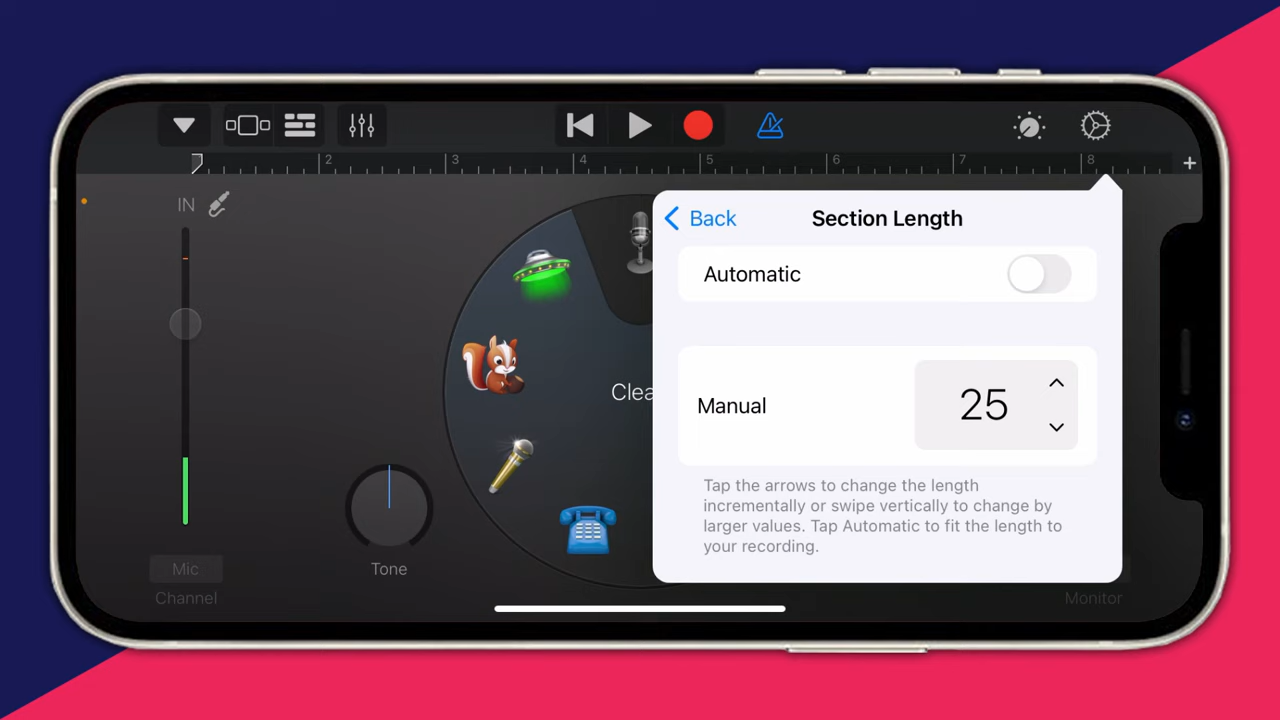 2
3
4
5
6
7
8
+
IN
Back
Section Length
Automatic
Clea
Manual
25
Tap the arrows to change the length
incrementally or swipe vertically to change by
larger values. Tap Automatic to fit the length to
your recording.
Tone
Mic
Channel
Monitor